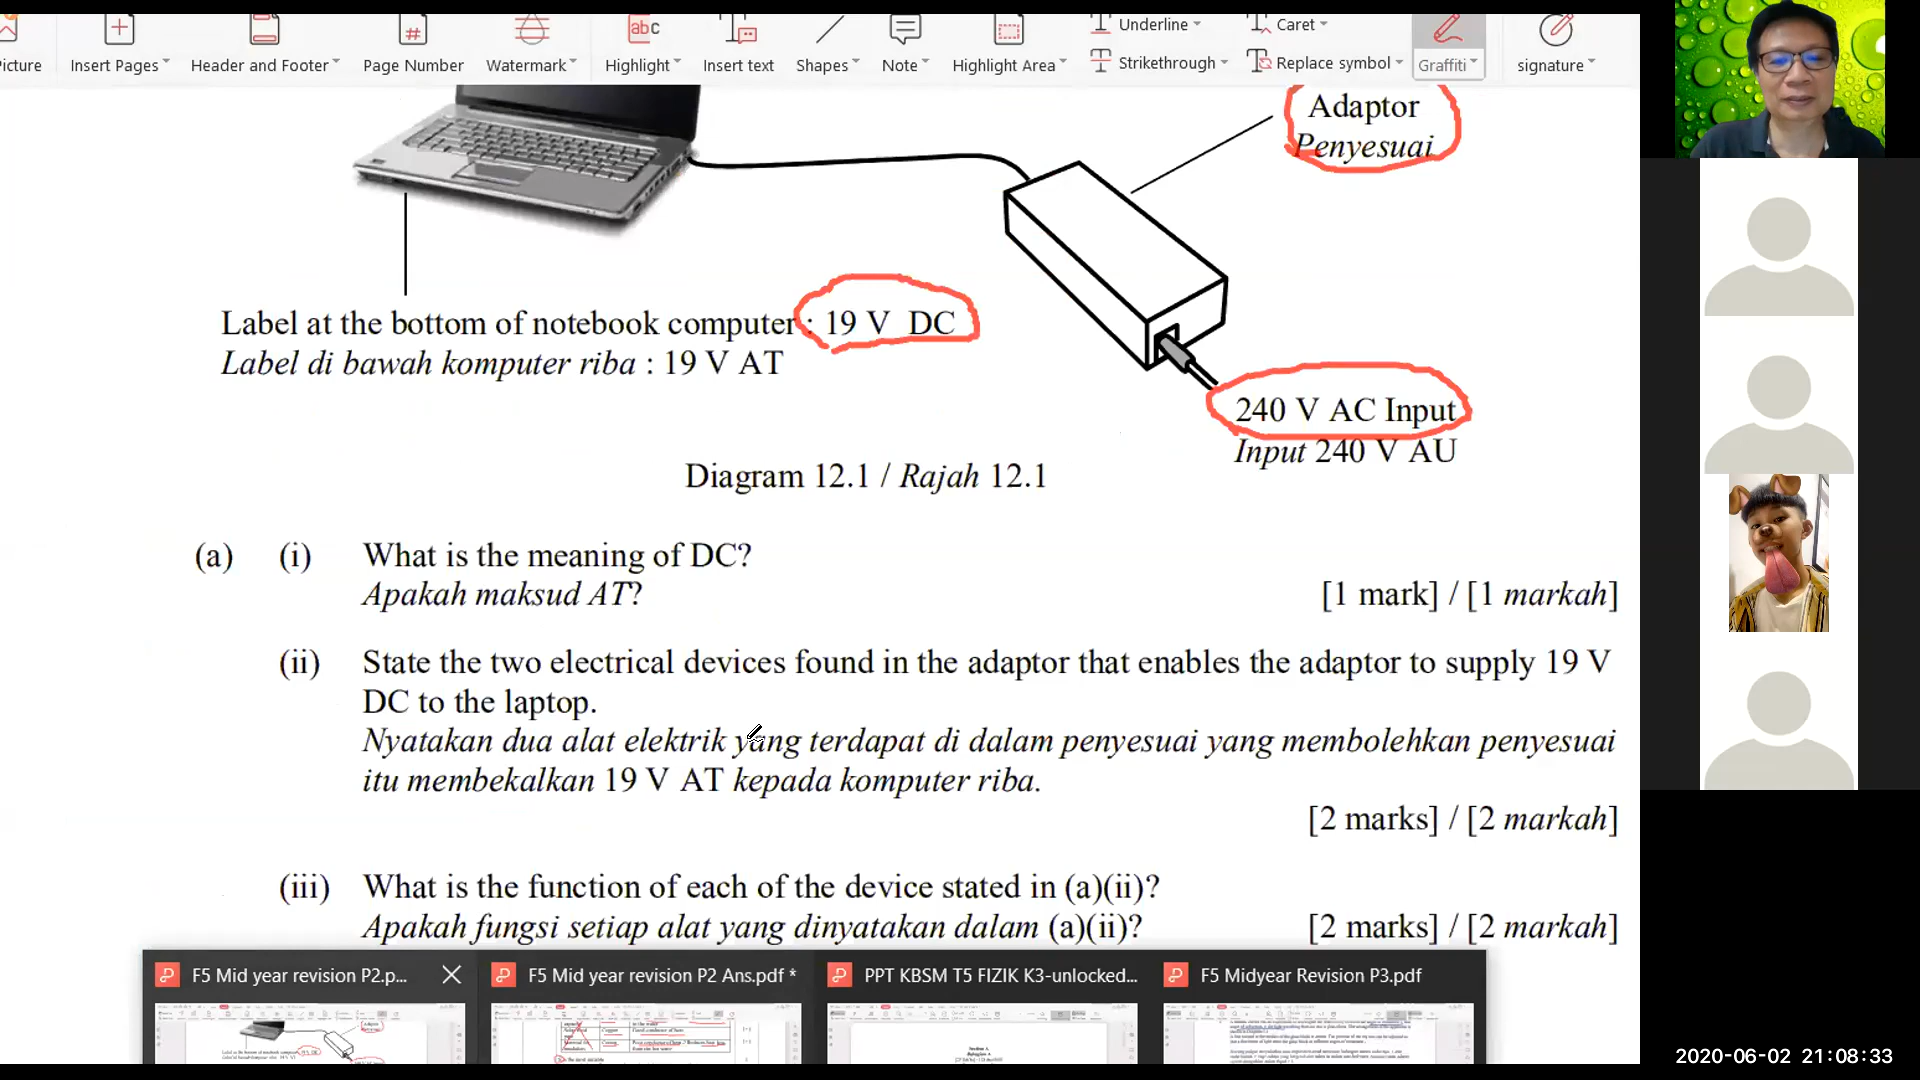 Picture
Insert Pages
Header and Footer
Page Number
Watermark
Highlight
Insert text
Shapes
Note
Highlight Area
Underline
Strikethrough
Caret
Replace symbol
Graffiti
signature
Adaptor
Penyesuai
Label at the bottom of notebook computer : 19 V DC
Label di bawah komputer riba : 19 V AT
240 V AC Input
Input 240 V AU
Diagram 12.1 / Rajah 12.1
(a) (i) What is the meaning of DC?
Apakah maksud AT? [1 mark] / [1 markah]
(ii) State the two electrical devices found in the adaptor that enables the adaptor to supply 19 V
DC to the laptop.
Nyatakan dua alat elektrik yang terdapat di dalam penyesuai yang membolehkan penyesuai
itu membekalkan 19 V AT kepada komputer riba.
[2 marks] / [2 markah]
(iii) What is the function of each of the device stated in (a)(ii)?
Apakah fungsi setiap alat yang dinyatakan dalam (a)(ii)? [2 marks] / [2 markah]
F5 Mid year revision P2.p...
F5 Mid year revision P2 Ans.pdf *
PPT KBSM T5 FIZIK K3-unlocked...
F5 Midyear Revision P3.pdf
2020-06-02 21:08:33